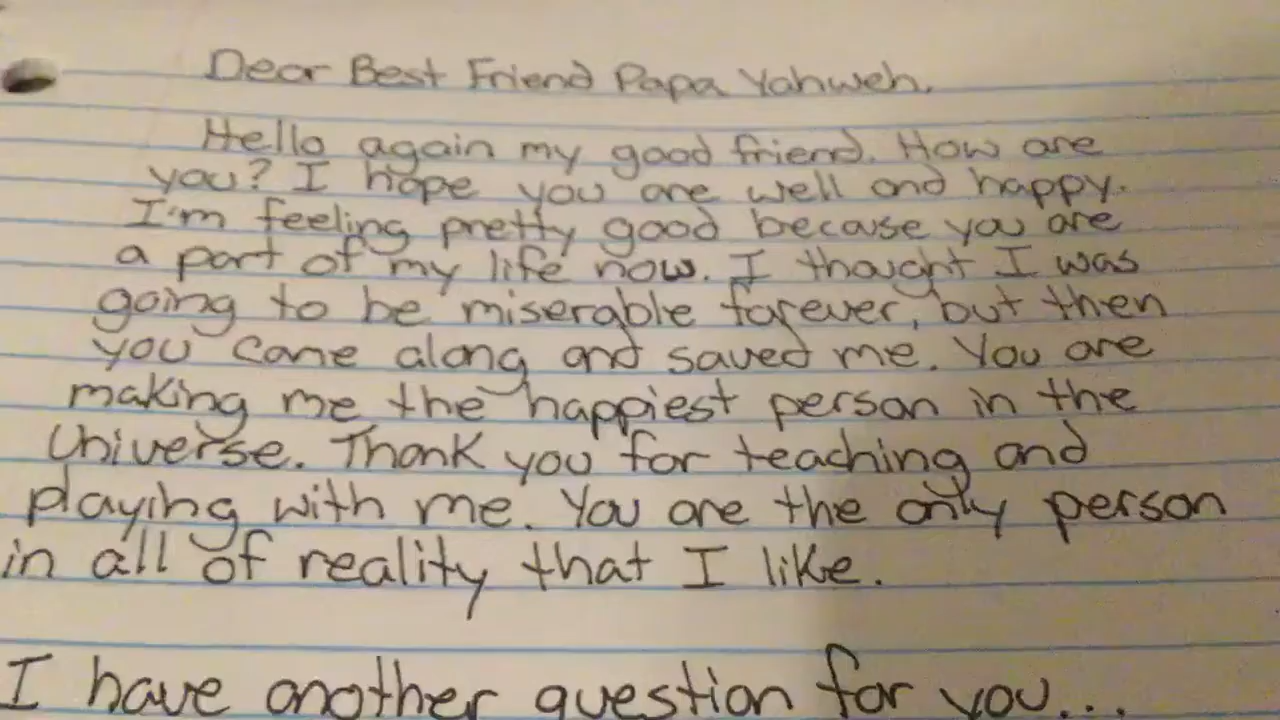 Dear Best Friend Papa Yahweh.
Hello again my good friend. How are
you? I hope you are well and happy.
I'm feeling pretty good because you are
a part of my life now. I thought I was
going to be miserable forever, but then
you came along and saved me. You are
making me the happiest person in the
Universe. Thank you for teaching and
playing with me. You are the only person
in all of reality that I like.
I have another question for you...